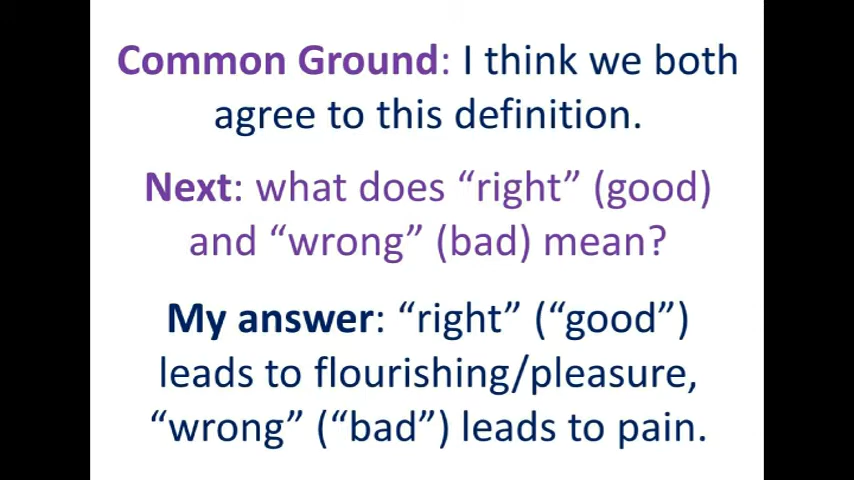 Common Ground: I think we both
agree to this definition.
Next: what does “right” (good)
and “wrong” (bad) mean?
My answer: “right” (“good”)
leads to flourishing/pleasure,
“wrong” (“bad”) leads to pain.